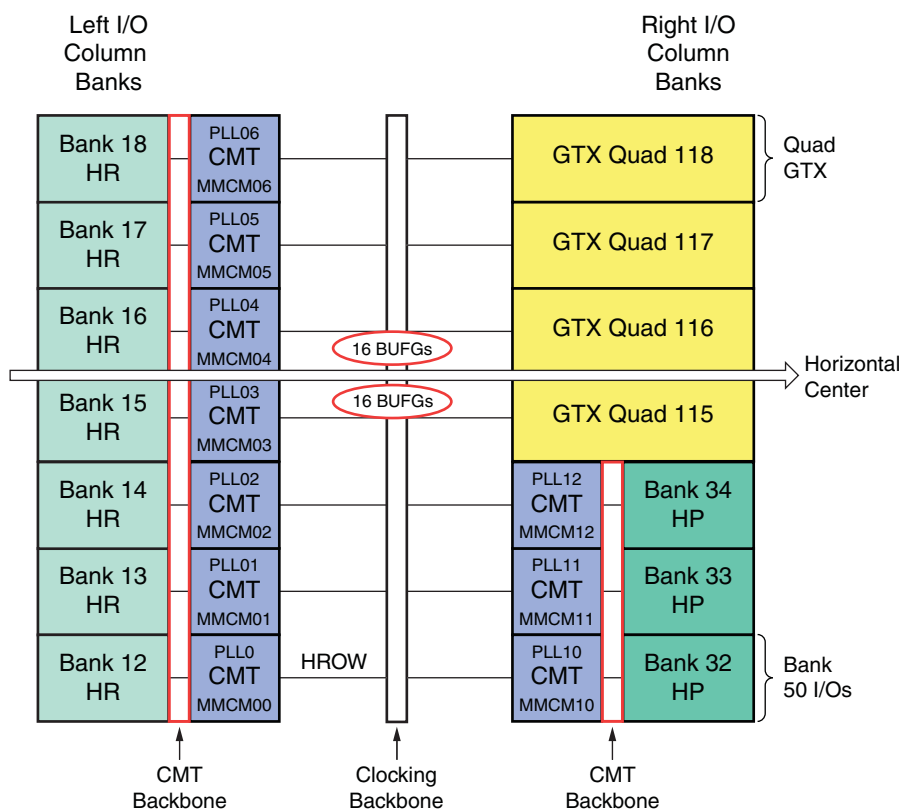 Left I/O
Column
Banks
Right I/O
Column
Banks
Bank 18
HR
PLL06
CMT
MMCM06
GTX Quad 118
Quad
GTX
Bank 17
HR
PLL05
CMT
MMCM05
GTX Quad 117
Bank 16
HR
PLL04
CMT
MMCM04
16 BUFGs
GTX Quad 116
Horizontal
Center
Bank 15
HR
PLL03
CMT
MMCM03
16 BUFGs
GTX Quad 115
Bank 14
HR
PLL02
CMT
MMCM02
PLL12
CMT
MMCM12
Bank 34
HP
Bank 13
HR
PLL01
CMT
MMCM01
PLL11
CMT
MMCM11
Bank 33
HP
Bank 12
HR
PLL0
CMT
MMCM00
HROW
PLL10
CMT
MMCM10
Bank 32
HP
Bank
50 I/Os
CMT
Backbone
Clocking
Backbone
CMT
Backbone